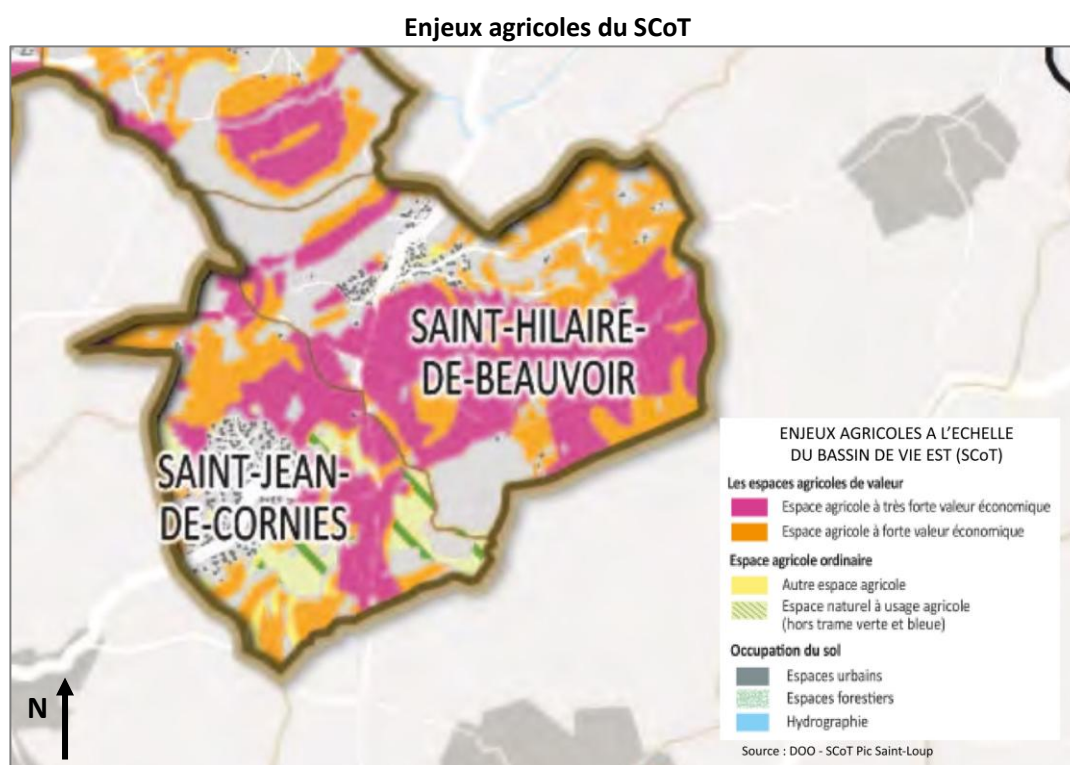 Enjeux agricoles du SCoT
SAINT-HILAIRE-
DE-BEAUVOIR
SAINT-JEAN-
DE-CORNIES
N
ENJEUX AGRICOLES A L'ECHELLE
DU BASSIN DE VIE EST (SCoT)
Les espaces agricoles de valeur
Espace agricole à très forte valeur économique
Espace agricole à forte valeur économique
Espace agricole ordinaire
Autre espace agricole
Espace naturel à usage agricole
(hors trame verte et bleue)
Occupation du sol
Espaces urbains
Espaces forestiers
Hydrographie
Source : DOO - SCoT Pic Saint-Loup